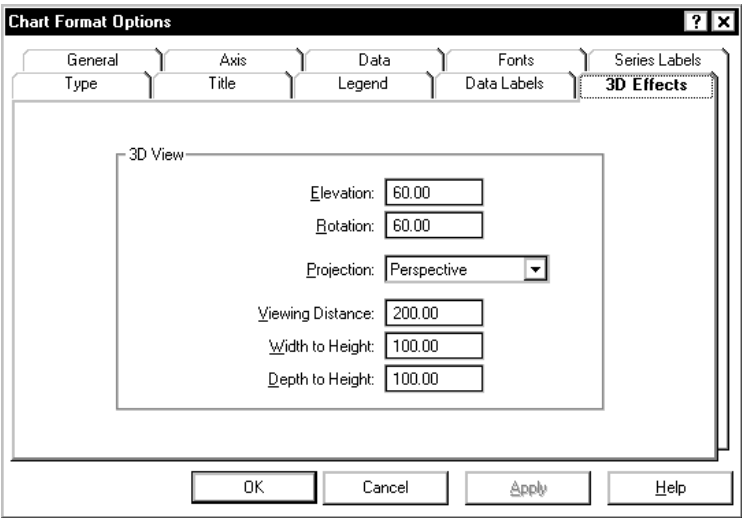 Chart Format Options ? X
General Axis Data Fonts Series Labels
Type Title Legend Data Labels 3D Effects
3D View
Elevation: 60.00
Rotation: 60.00
Projection: Perspective
Viewing Distance: 200.00
Width to Height: 100.00
Depth to Height: 100.00
OK Cancel Apply Help